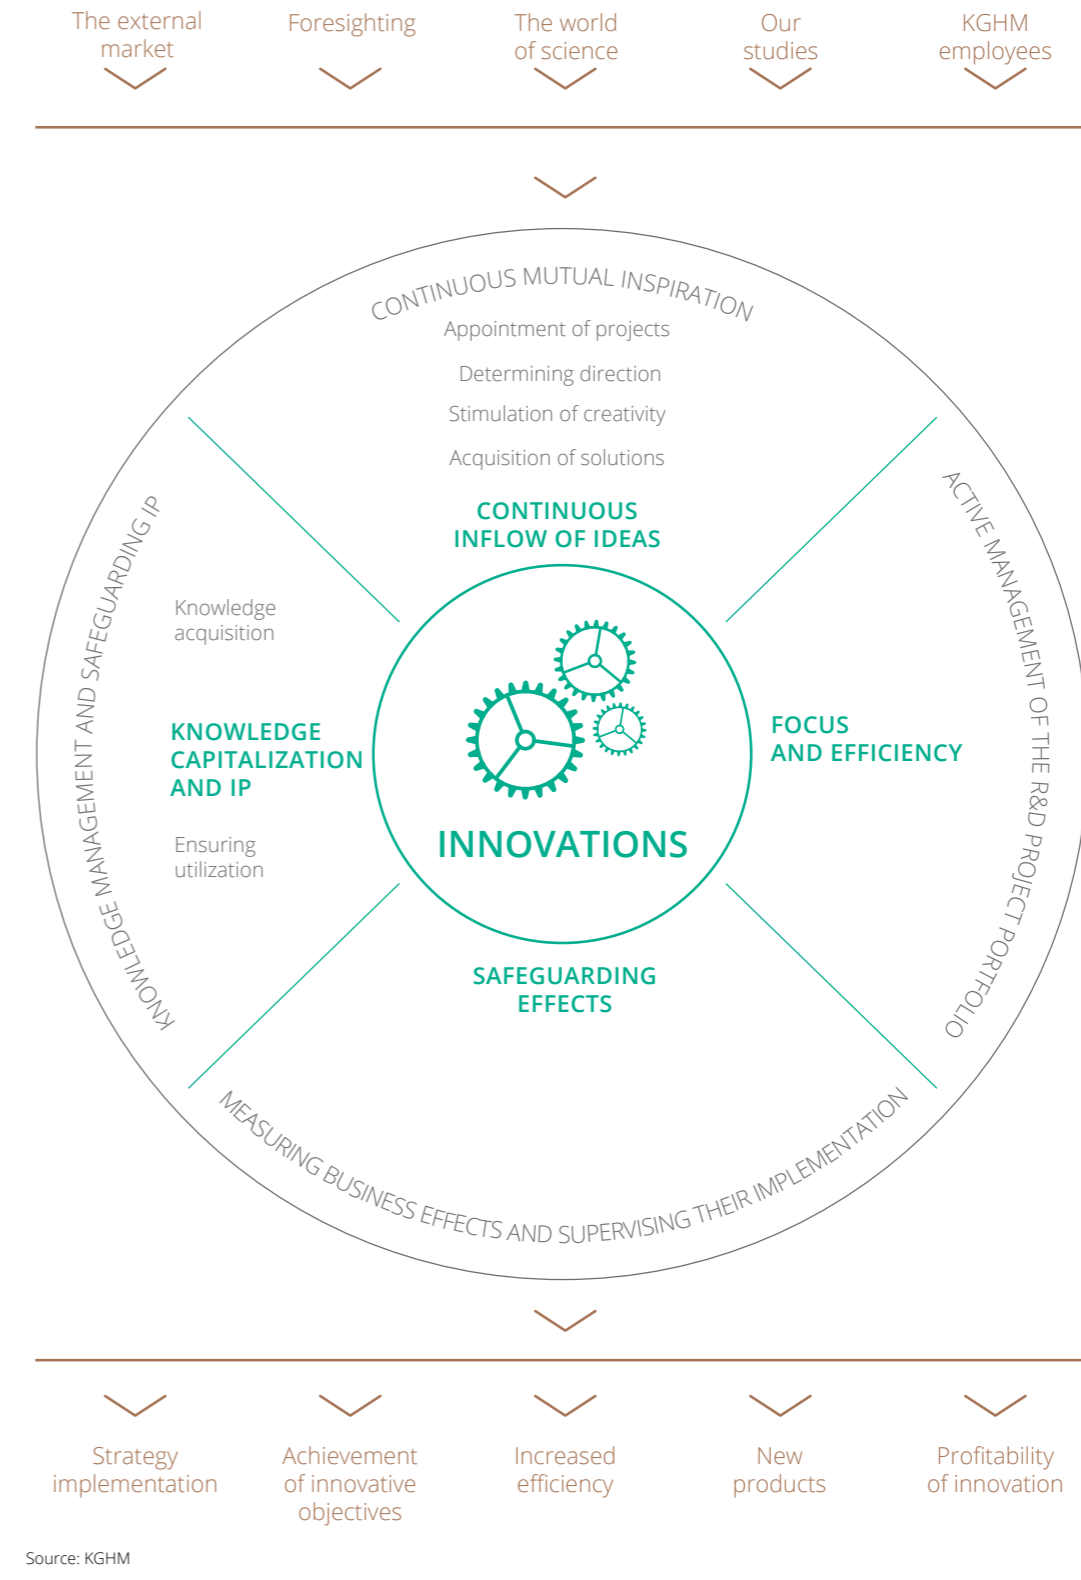 The external
market
Foresighting
The world
of science
Our
studies
KGHM
employees
CONTINUOUS MUTUAL INSPIRATION
Appointment of projects
Determining direction
Stimulation of creativity
Acquisition of solutions
CONTINUOUS
INFLOW OF IDEAS
KNOWLEDGE MANAGEMENT AND SAFEGUARDING IP
Knowledge
acquisition
KNOWLEDGE
CAPITALIZATION
AND IP
Ensuring
utilization
INNOVATIONS
FOCUS
AND EFFICIENCY
ACTIVE MANAGEMENT OF THE R&D PROJECT PORTFOLIO
SAFEGUARDING
EFFECTS
MEASURING BUSINESS EFFECTS AND SUPERVISING THEIR IMPLEMENTATION
Strategy
implementation
Achievement
of innovative
objectives
Increased
efficiency
New
products
Profitability
of innovation
Source: KGHM